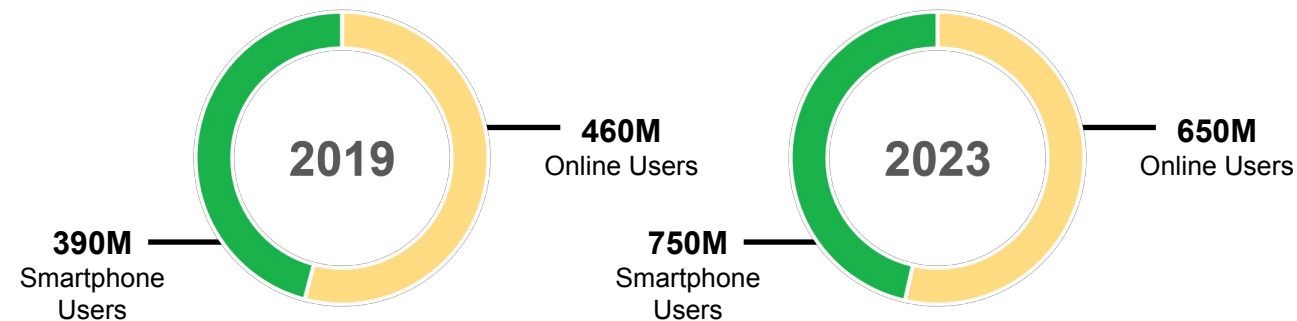 2019
460M
Online Users
390M
Smartphone
Users
2023
650M
Online Users
750M
Smartphone
Users